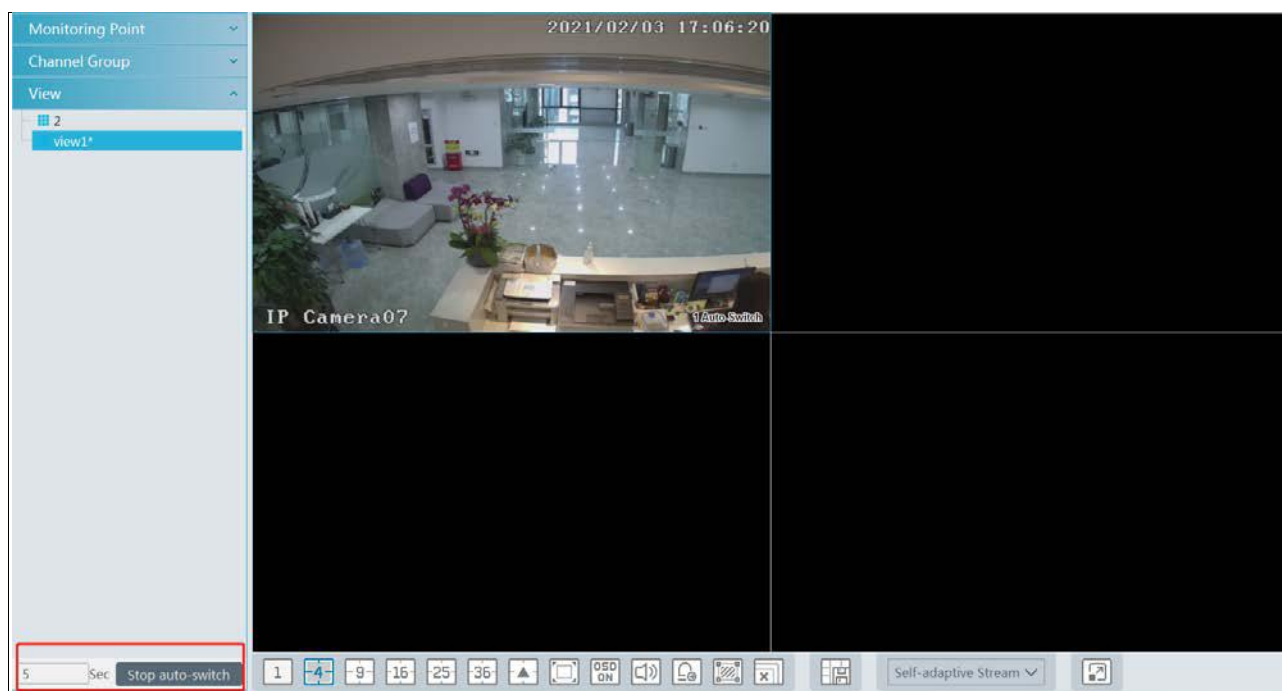 Monitoring Point
Channel Group
View
2
view1*
2021/02/03 17:06:20
IP Camera07
1 Auto-Switch
5 Sec Stop auto-switch
1 4 9 16 25 36 OSD ON Self-adaptive Stream